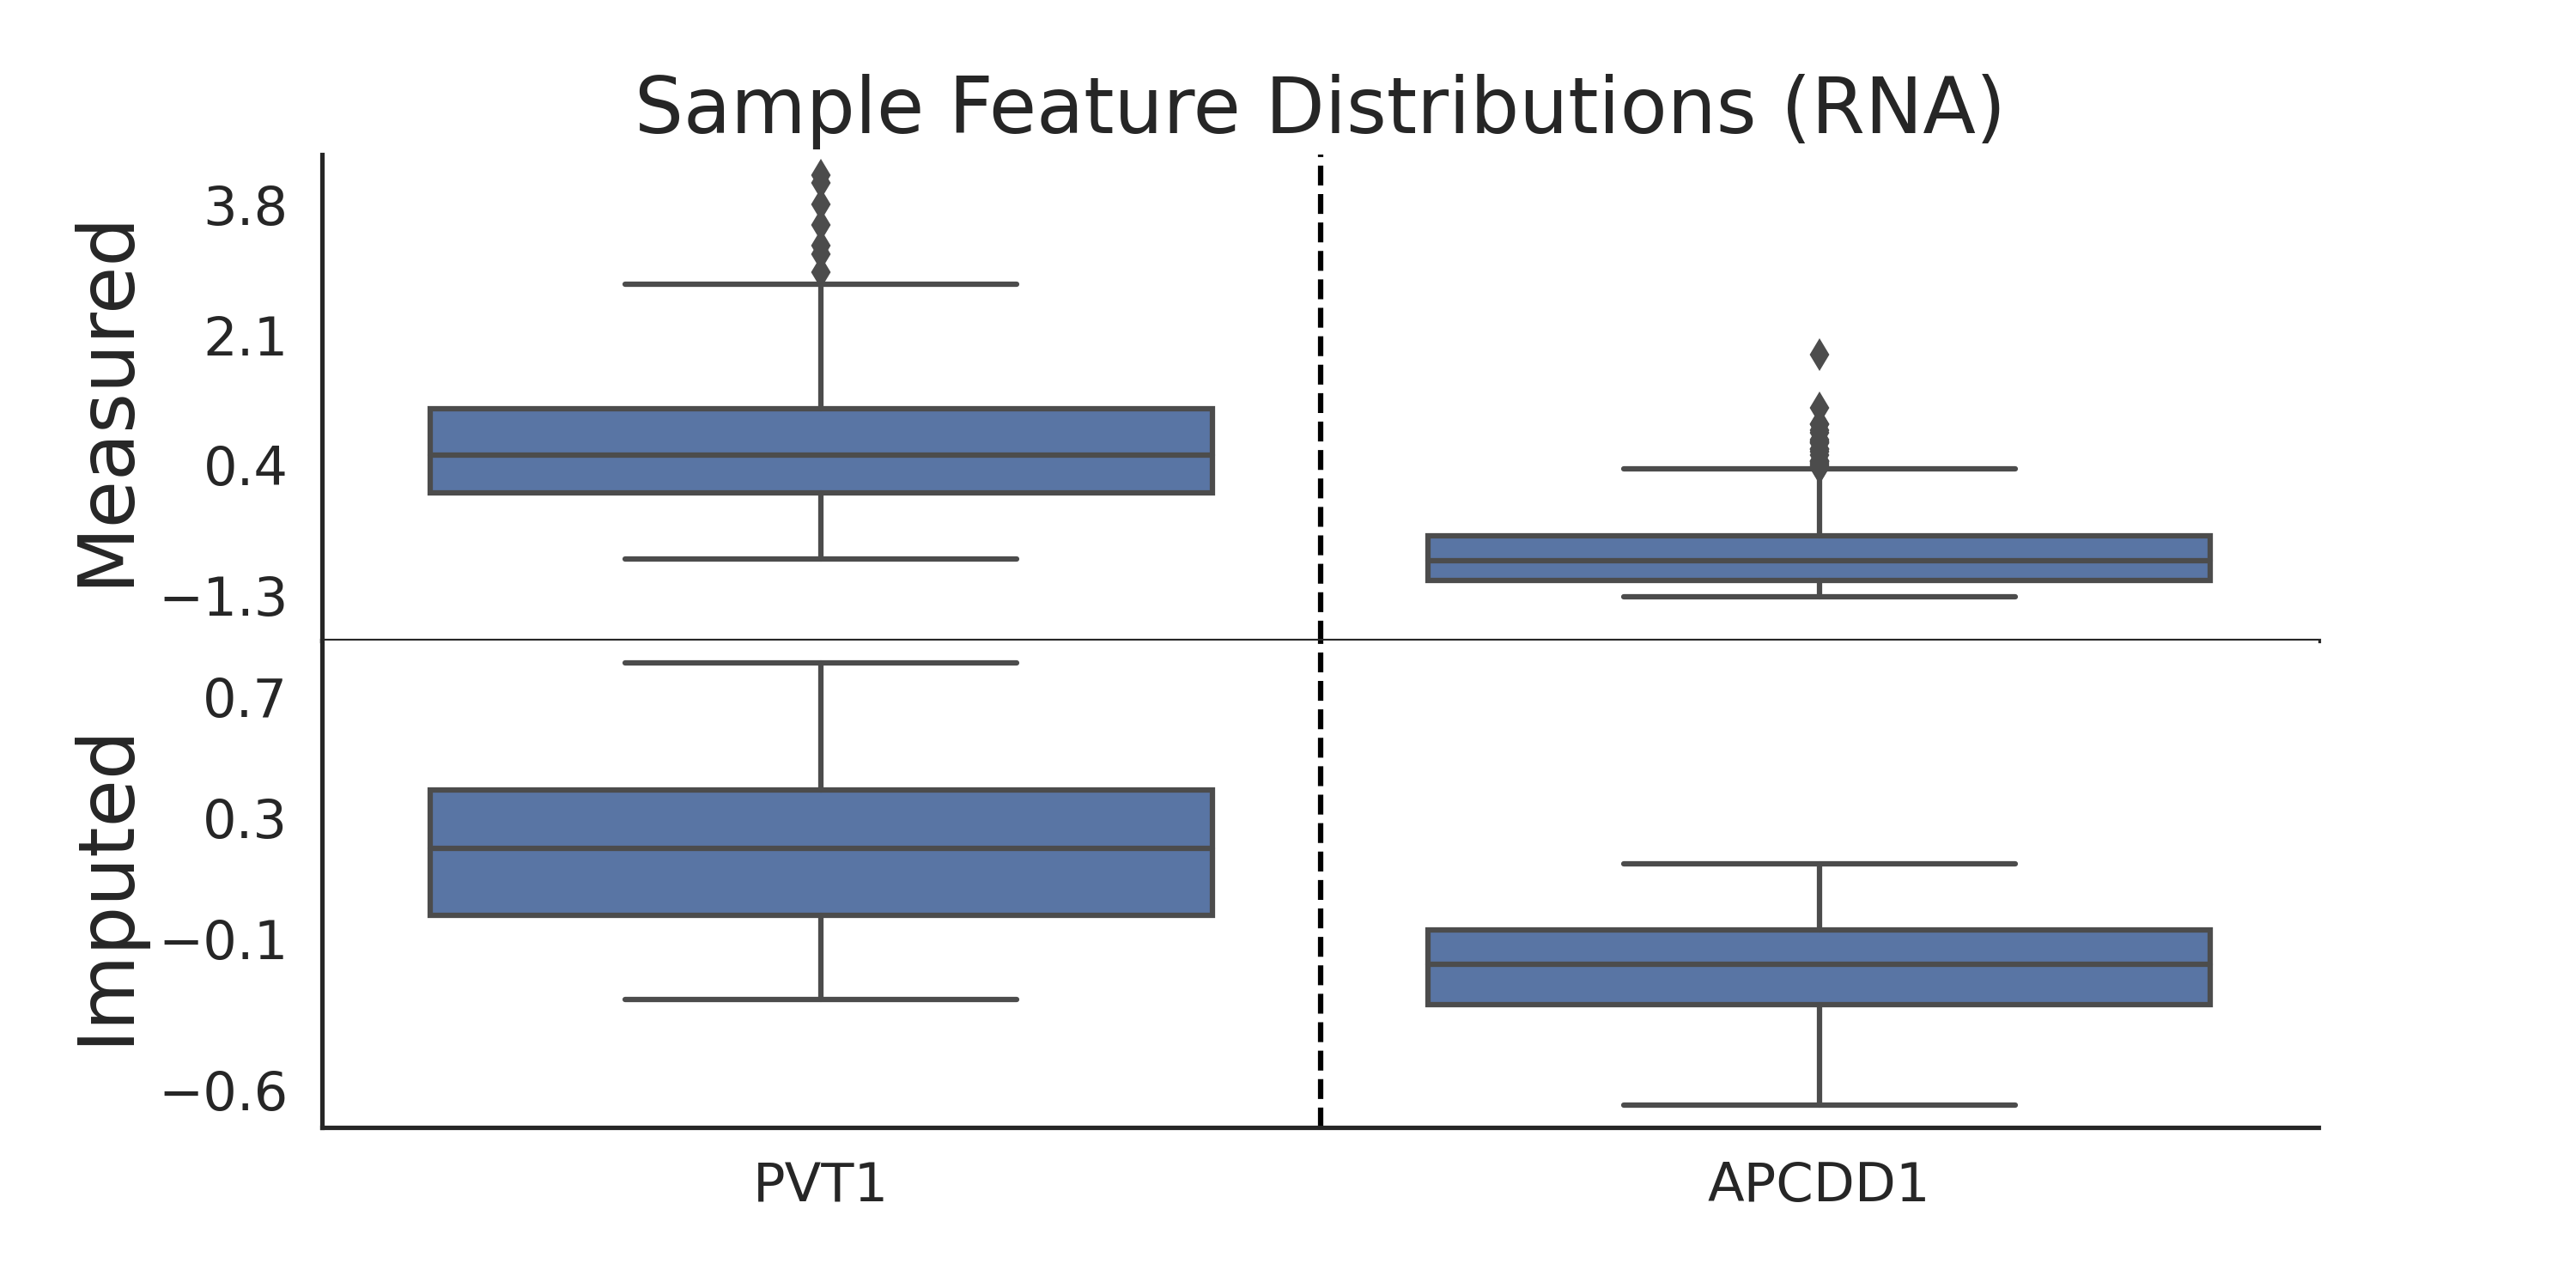 Sample Feature Distributions (RNA)
Measured
3.8
2.1
0.4
−1.3
Imputed
0.7
0.3
−0.1
−0.6
PVT1
APCDD1